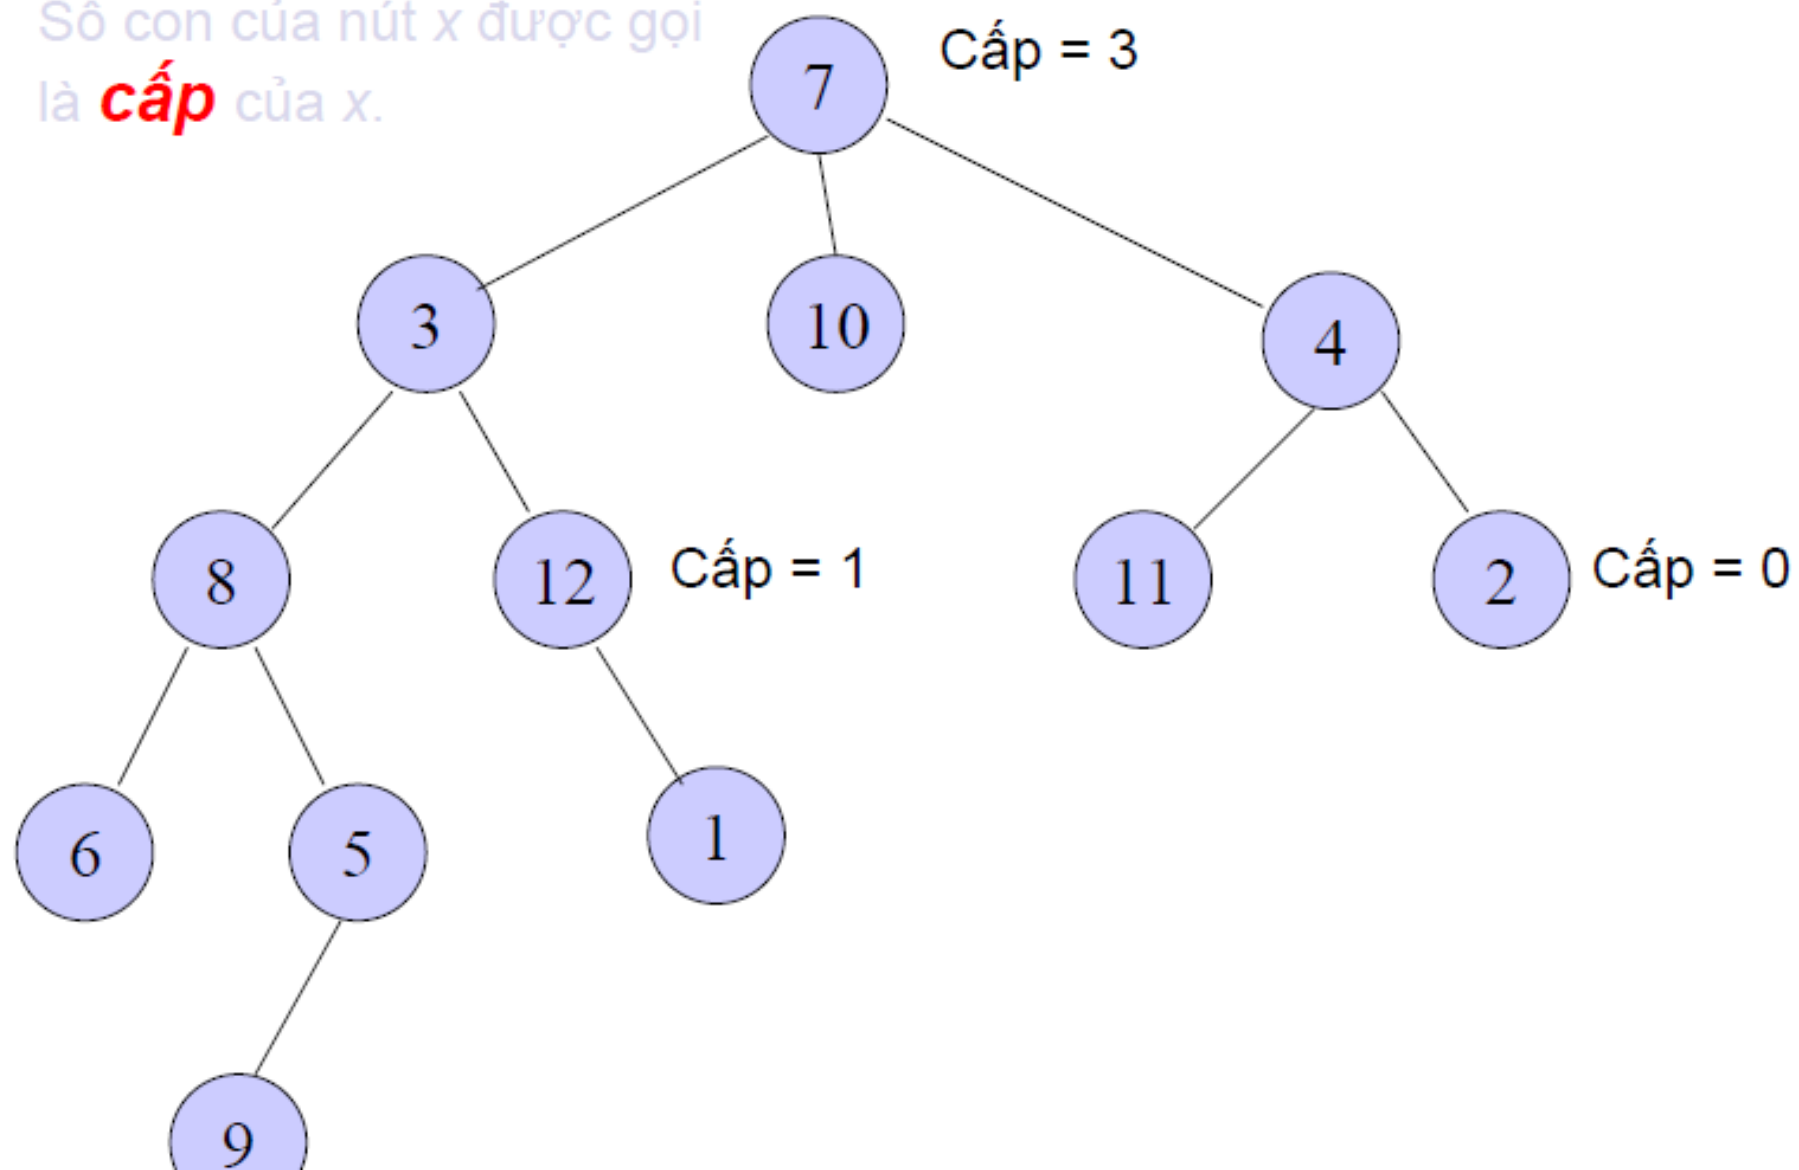 Số con của nút x được gọi
là cấp của x.
7 Cấp = 3
3 10 4
8 12 Cấp = 1 11 2 Cấp = 0
6 5 1
9